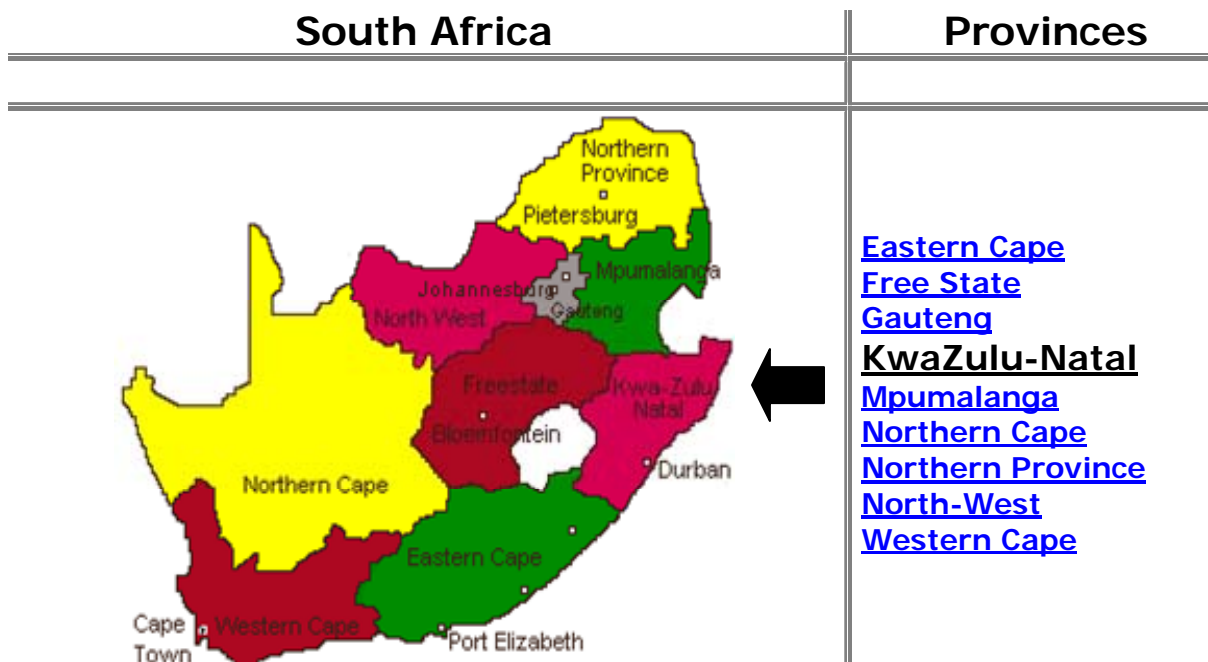 South Africa
Provinces
Northern
Province
Pietersburg
Mpumalanga
Johannesburg
Gauteng
North West
Freestate
Kwa-Zulu
Natal
Bloemfontein
Durban
Northern Cape
Eastern Cape
Cape
Town
Western Cape
Port Elizabeth
Eastern Cape
Free State
Gauteng
KwaZulu-Natal
Mpumalanga
Northern Cape
Northern Province
North-West
Western Cape